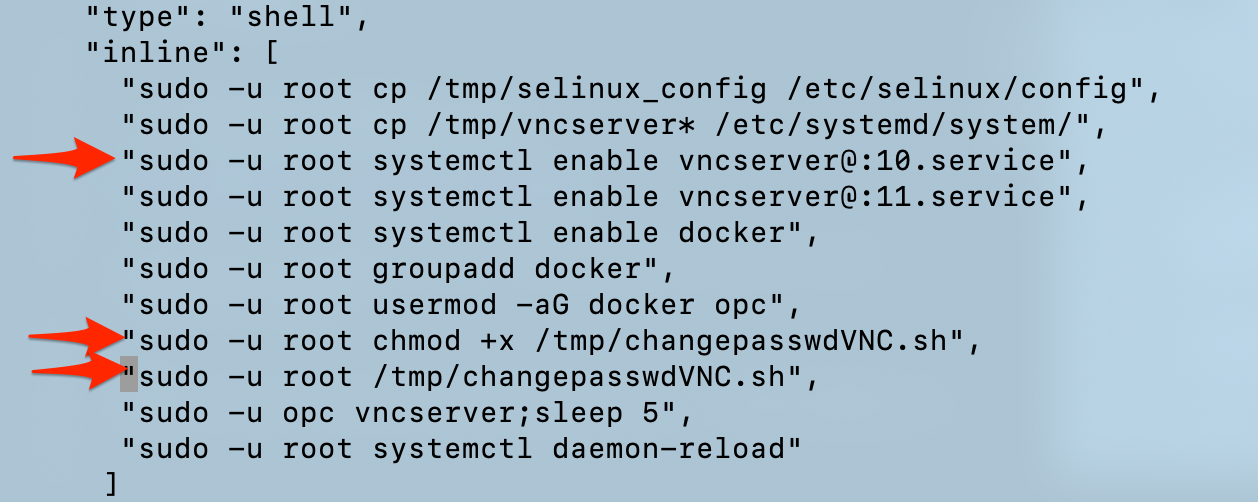 "type": "shell",
"inline": [
"sudo -u root cp /tmp/selinux_config /etc/selinux/config",
"sudo -u root cp /tmp/vncserver* /etc/systemd/system/",
"sudo -u root systemctl enable vncserver@:10.service",
"sudo -u root systemctl enable vncserver@:11.service",
"sudo -u root systemctl enable docker",
"sudo -u root groupadd docker",
"sudo -u root usermod -aG docker opc",
"sudo -u root chmod +x /tmp/changepasswdVNC.sh",
"sudo -u root /tmp/changepasswdVNC.sh",
"sudo -u opc vncserver;sleep 5",
"sudo -u root systemctl daemon-reload"
]